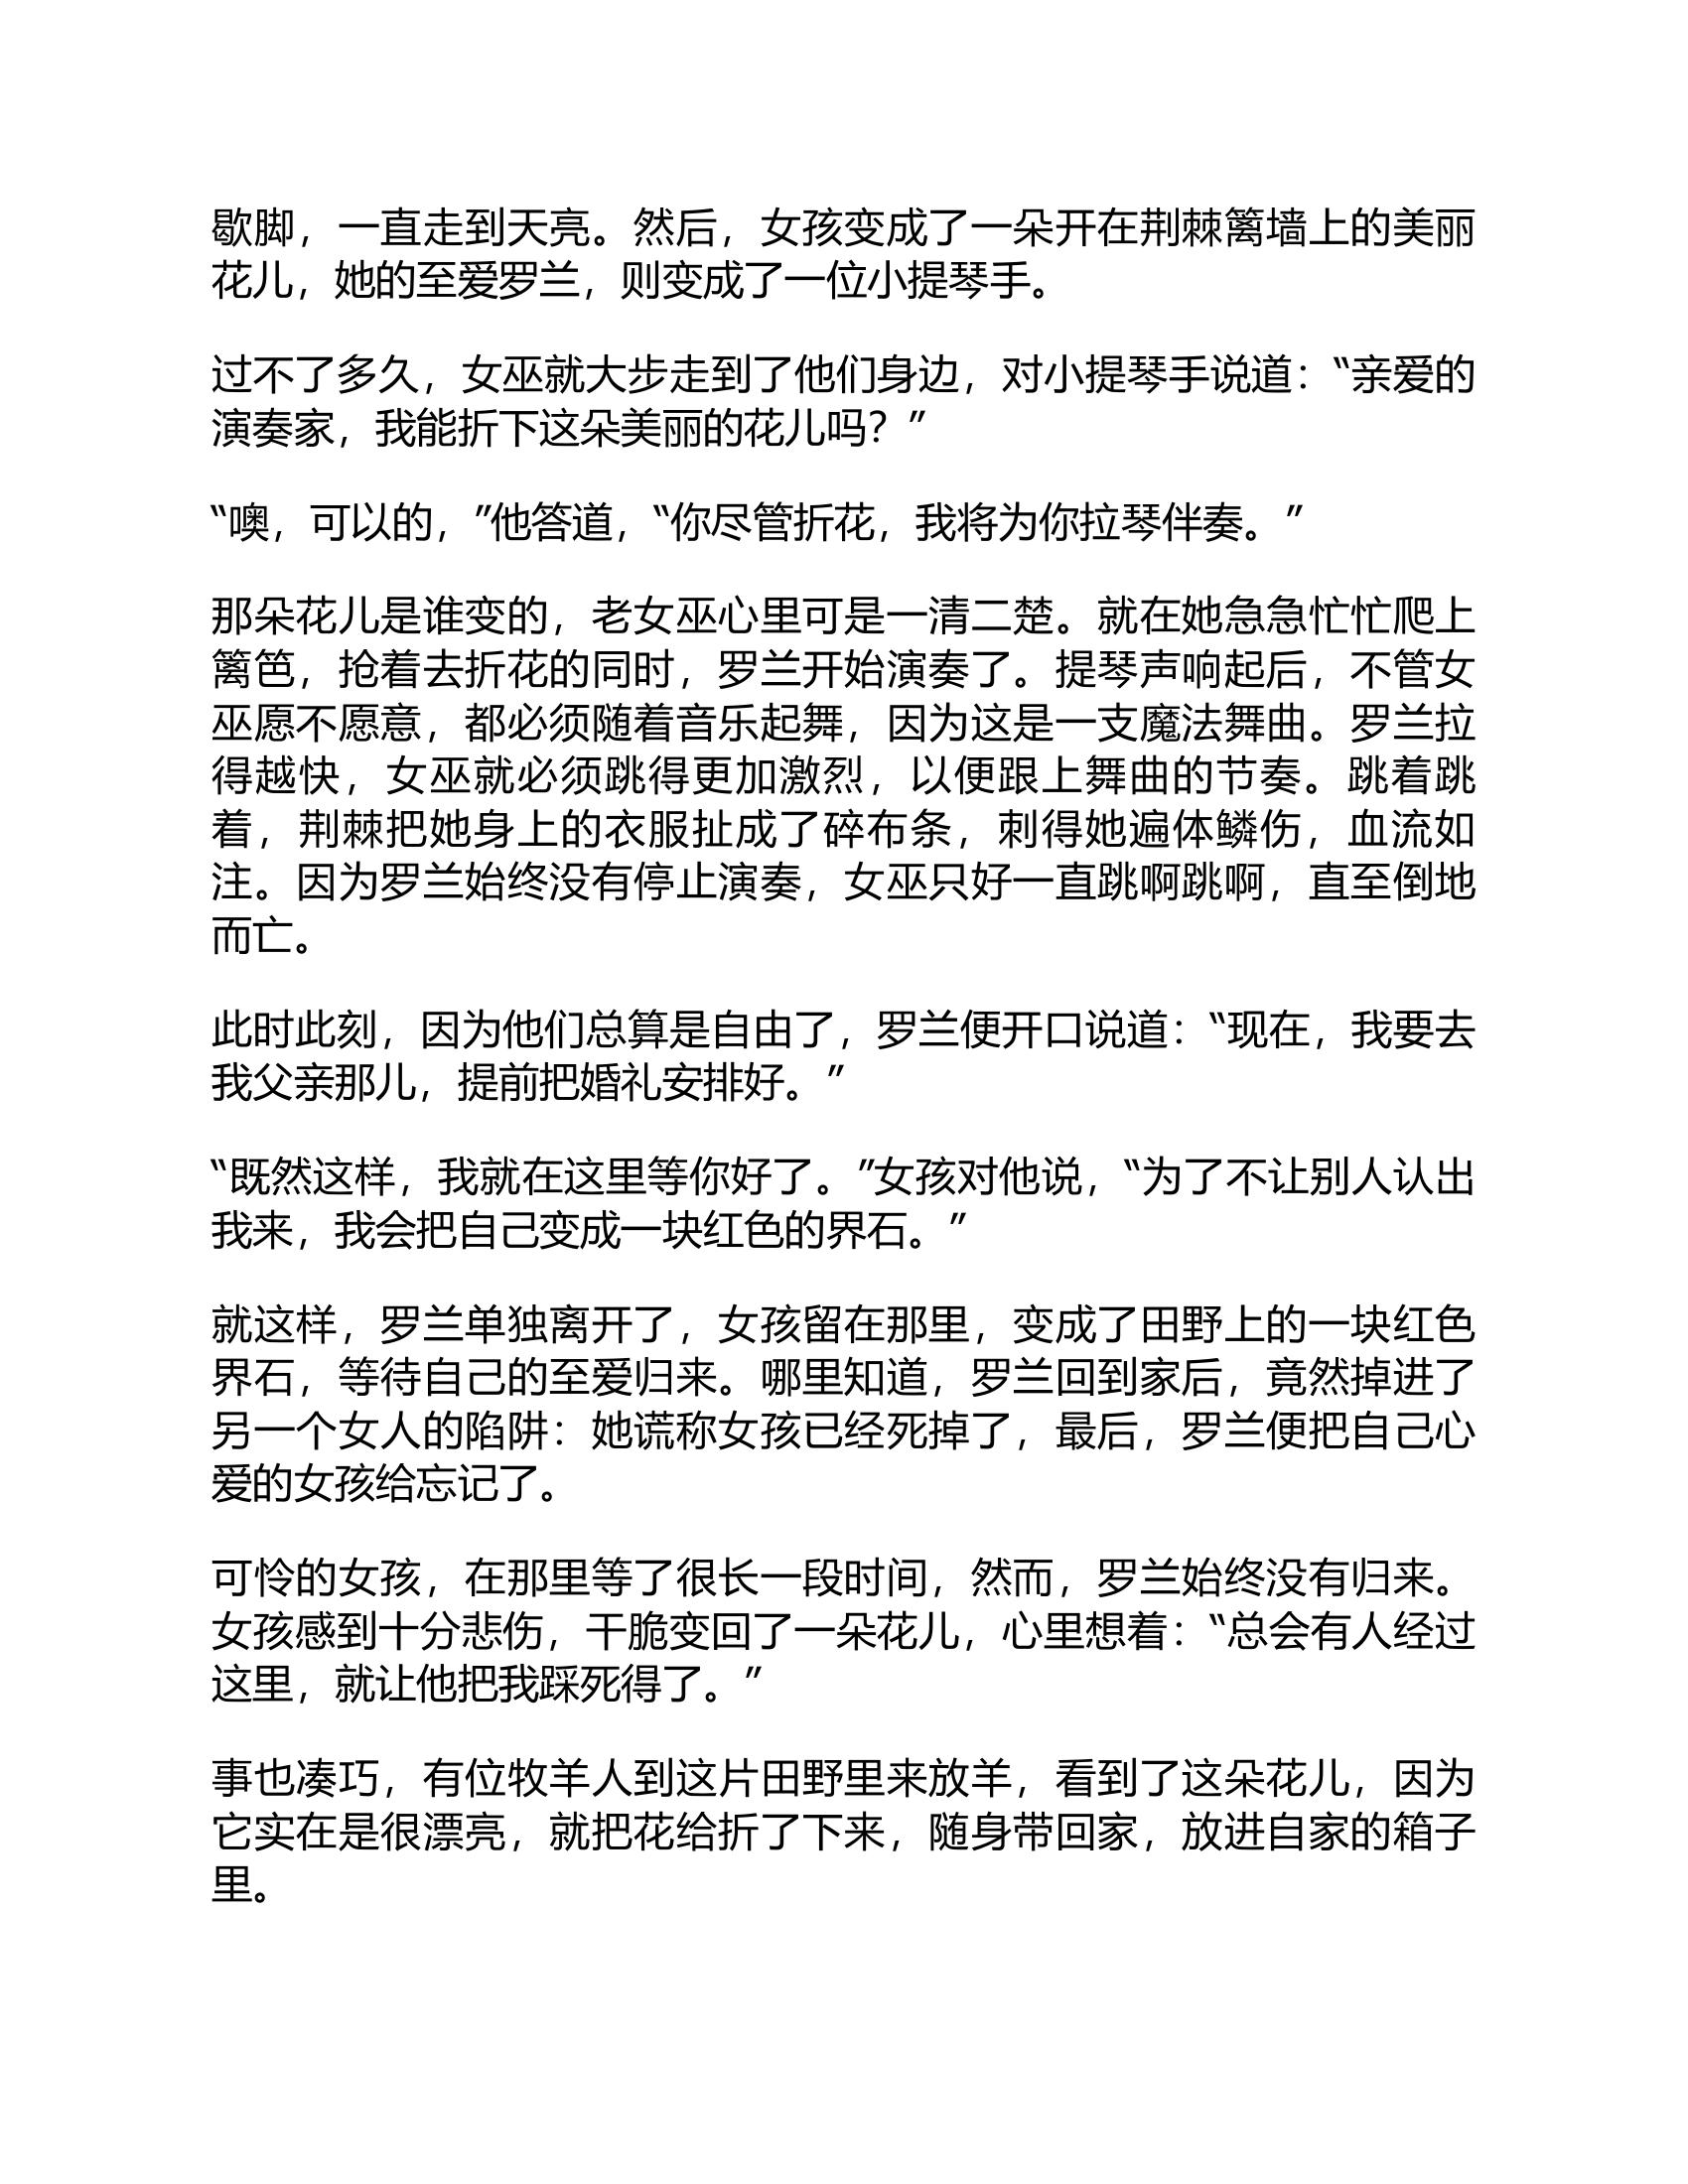 歇脚，一直走到天亮。然后，女孩变成了一朵开在荆棘篱墙上的美丽
花儿，她的至爱罗兰，则变成了一位小提琴手。
过不了多久，女巫就大步走到了他们身边，对小提琴手说道：“亲爱的
演奏家，我能折下这朵美丽的花儿吗？”
“噢，可以的，”他答道，“你尽管折花，我将为你拉琴伴奏。”
那朵花儿是谁变的，老女巫心里可是一清二楚。就在她急急忙忙爬上
篱笆，抢着去折花的同时，罗兰开始演奏了。提琴声响起后，不管女
巫愿不愿意，都必须随着音乐起舞，因为这是一支魔法舞曲。罗兰拉
得越快，女巫就必须跳得更加激烈，以便跟上舞曲的节奏。跳着跳
着，荆棘把她身上的衣服扯成了碎布条，刺得她遍体鳞伤，血流如
注。因为罗兰始终没有停止演奏，女巫只好一直跳啊跳啊，直至倒地
而亡。
此时此刻，因为他们总算是自由了，罗兰便开口说道：“现在，我要去
我父亲那儿，提前把婚礼安排好。”
“既然这样，我就在这里等你好了。”女孩对他说，“为了不让别人认出
我来，我会把自己变成一块红色的界石。”
就这样，罗兰单独离开了，女孩留在那里，变成了田野上的一块红色
界石，等待自己的至爱归来。哪里知道，罗兰回到家后，竟然掉进了
另一个女人的陷阱：她谎称女孩已经死掉了，最后，罗兰便把自己心
爱的女孩给忘记了。
可怜的女孩，在那里等了很长一段时间，然而，罗兰始终没有归来。
女孩感到十分悲伤，干脆变回了一朵花儿，心里想着：“总会有人经过
这里，就让他把我踩死得了。”
事也凑巧，有位牧羊人到这片田野里来放羊，看到了这朵花儿，因为
它实在是很漂亮，就把花给折了下来，随身带回家，放进自家的箱子
里。